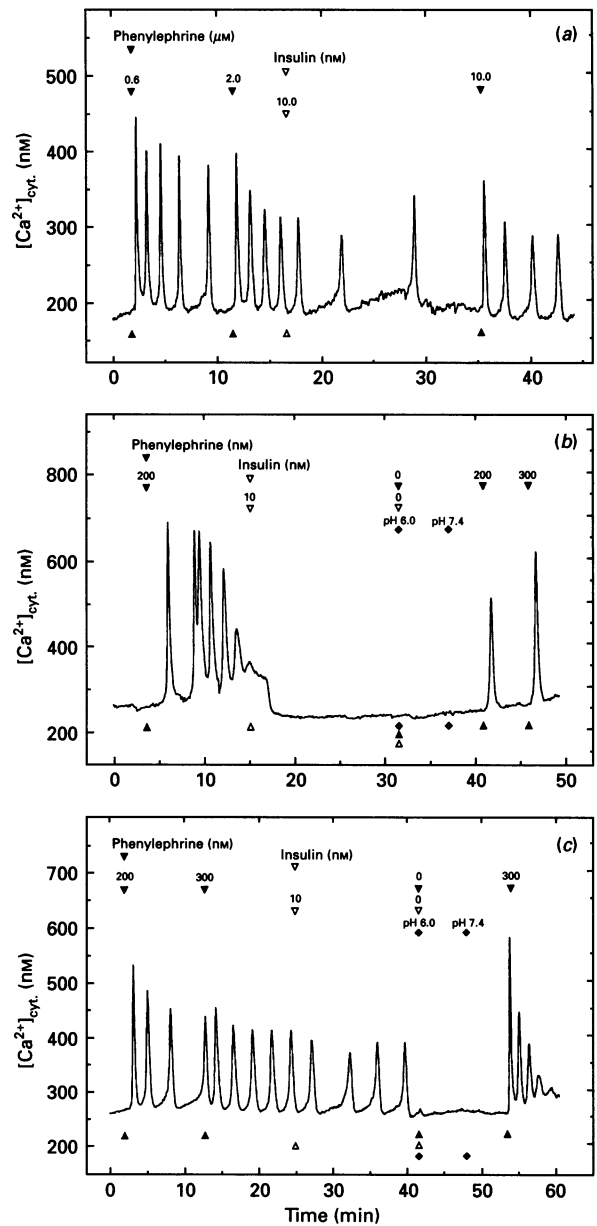 (a)
Phenylephrine (μM)
Insulin (nM)
0.6 2.0 10.0
10.0
500
400
300
200
[Ca2+]cyt. (nM)
0 10 20 30 40
(b)
Phenylephrine (nM)
Insulin (nM)
200 10 0 200 300
0
pH 6.0 pH 7.4
800
600
400
200
[Ca2+]cyt. (nM)
0 10 20 30 40 50
(c)
Phenylephrine (nM)
Insulin (nM)
200 300 0 300
10 0
pH 6.0 pH 7.4
700
600
500
400
300
200
[Ca2+]cyt. (nM)
0 10 20 30 40 50 60
Time (min)